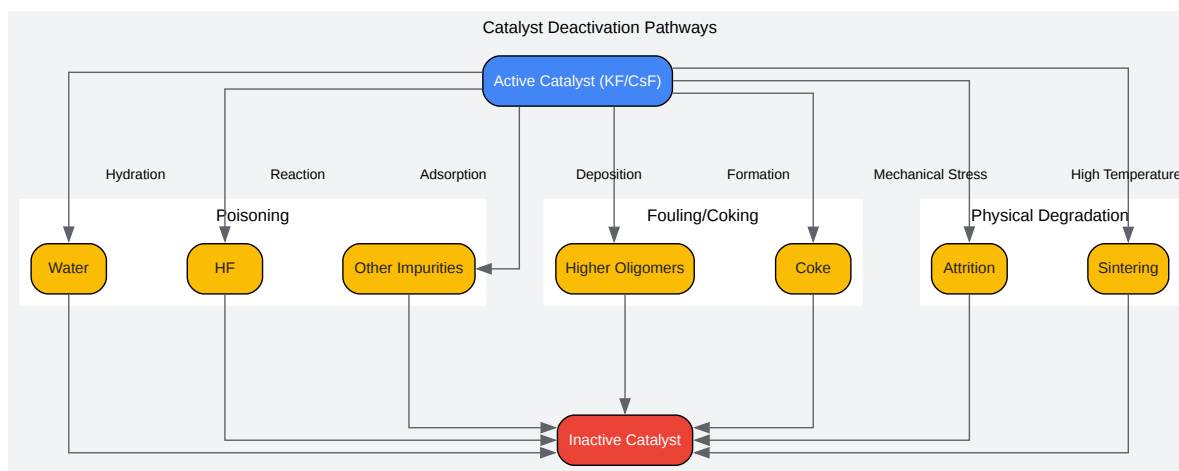 Catalyst Deactivation Pathways
Active Catalyst (KF/CsF)
Hydration
Reaction
Adsorption
Deposition
Formation
Mechanical Stress
High Temperature
Poisoning
Fouling/Coking
Physical Degradation
Water
HF
Other Impurities
Higher Oligomers
Coke
Attrition
Sintering
Inactive Catalyst